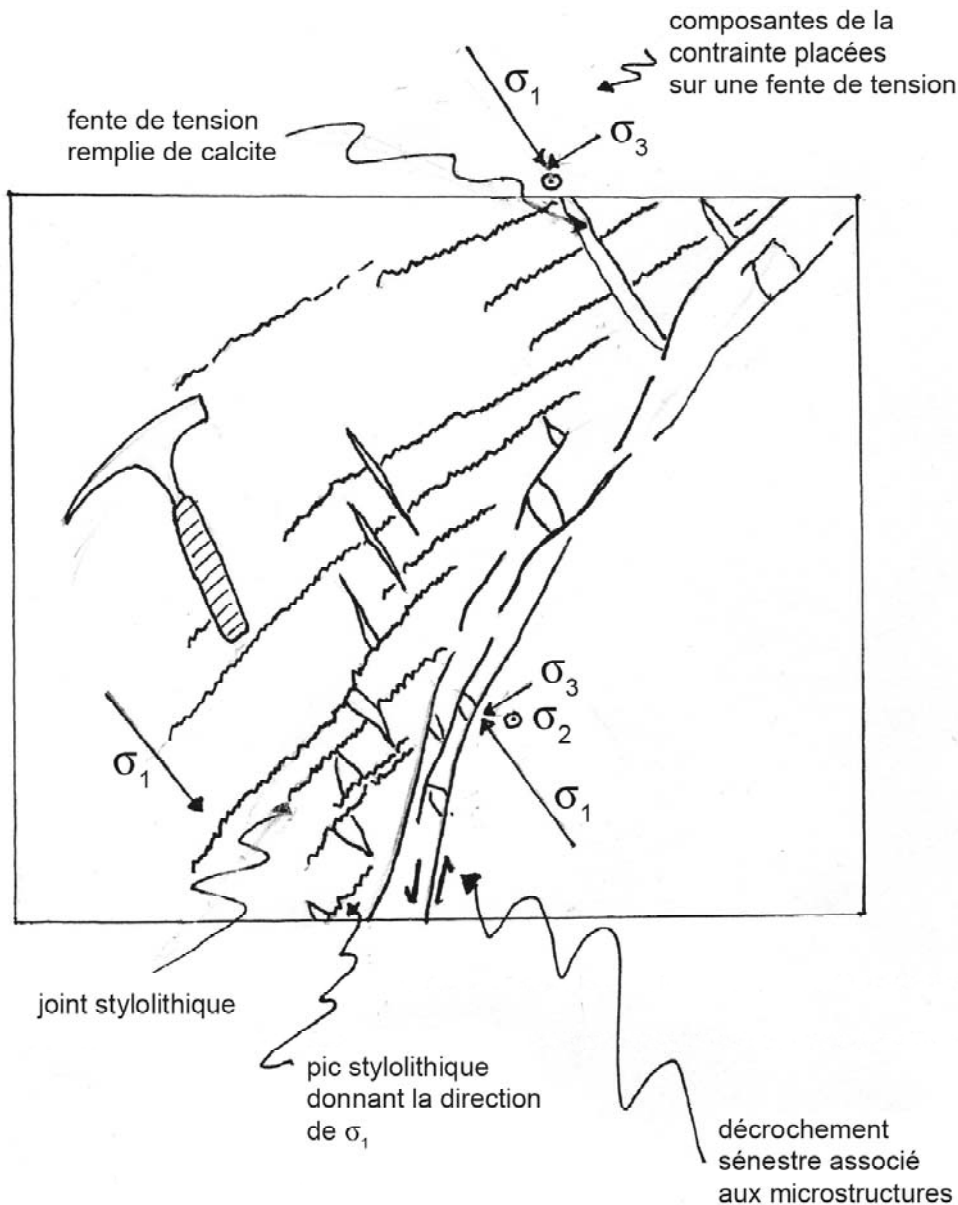 composantes de la
contrainte placées
sur une fente de tension
σ1
fente de tension
remplie de calcite
σ3
σ3
σ2
σ1
σ1
joint stylolithique
pic stylolithique
donnant la direction
de σ1
décrochement
sénestre associé
aux microstructures